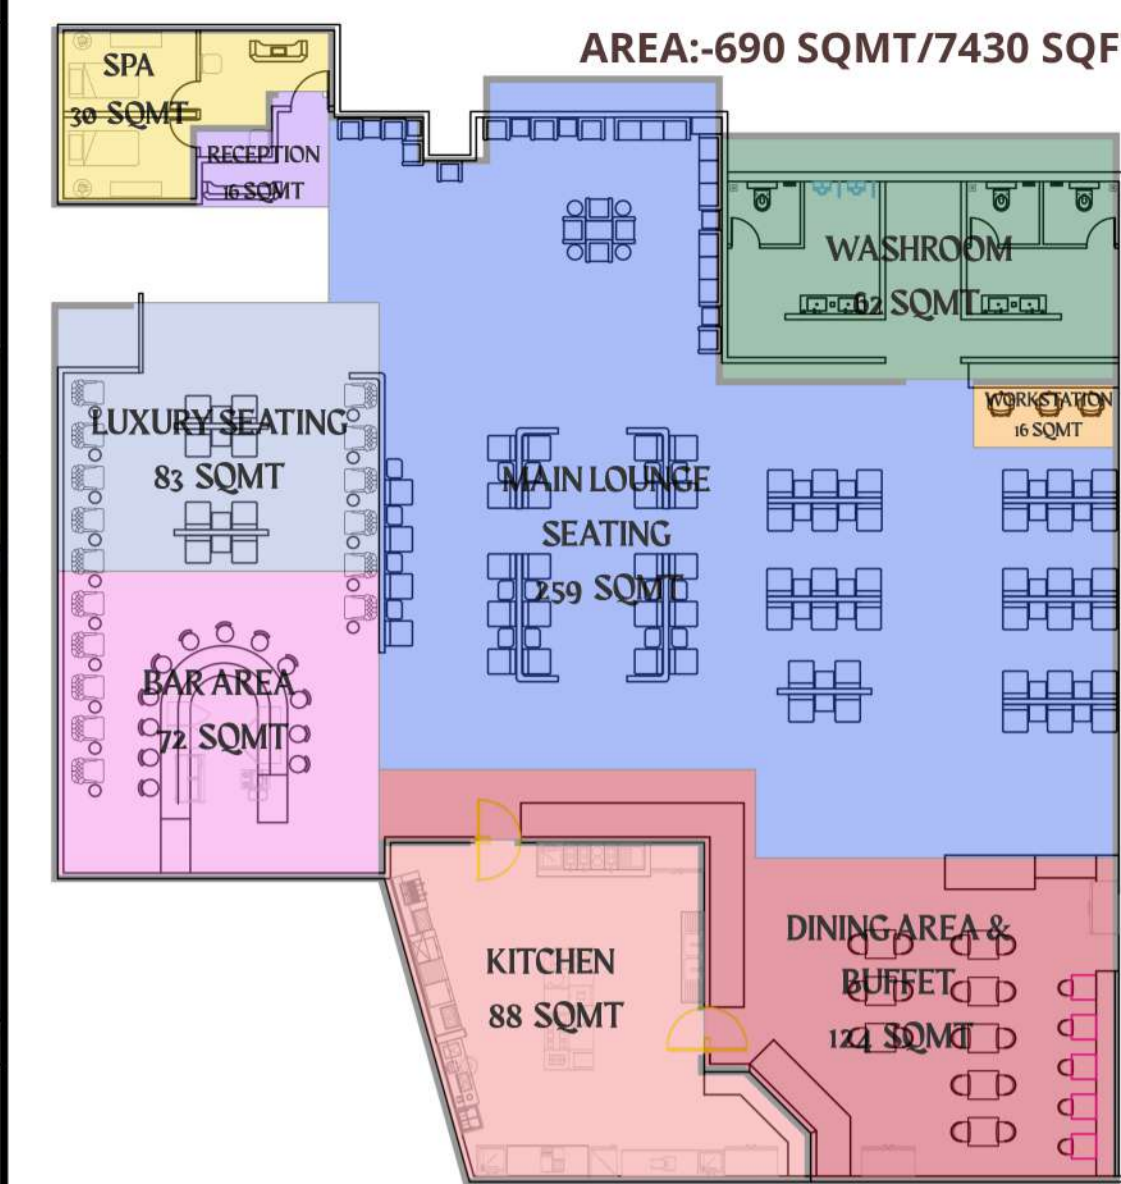 AREA:-690 SQMT/7430 SQF
SPA
30 SQMT
RECEPTION
16 SQMT
WASHROOM
62 SQMT
WORKSTATION
16 SQMT
LUXURY SEATING
83 SQMT
MAIN LOUNGE
SEATING
259 SQMT
BAR AREA
72 SQMT
KITCHEN
88 SQMT
DINING AREA &
BUFFET
124 SQMT